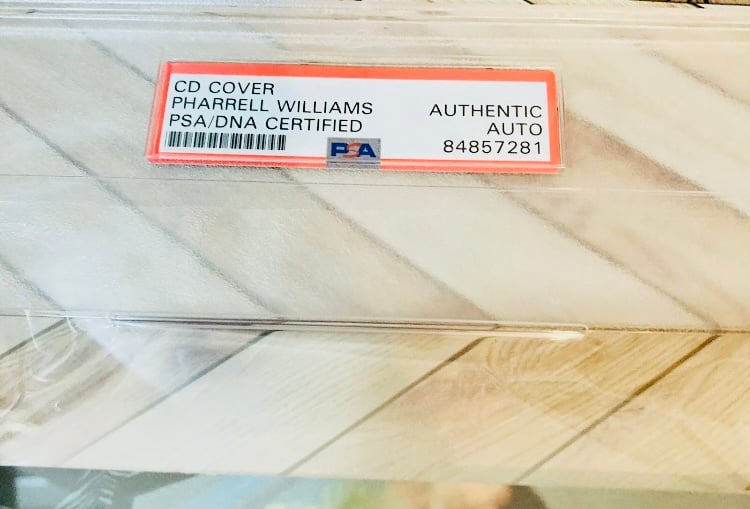 CD COVER
PHARRELL WILLIAMS
PSA/DNA CERTIFIED
AUTHENTIC
AUTO
84857281
PSA